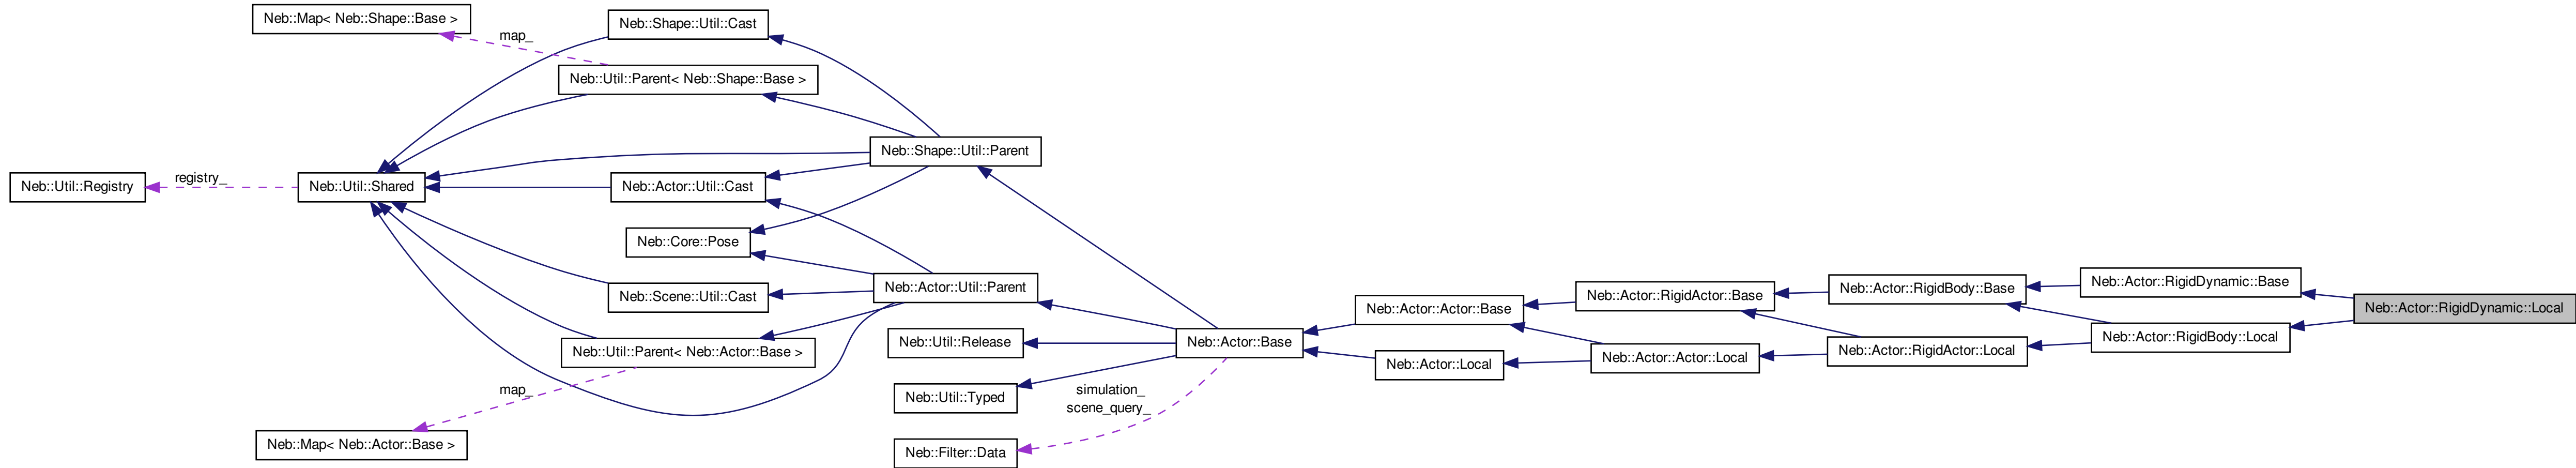 Neb::Map< Neb::Shape::Base >
map_
Neb::Shape::Util::Cast
Neb::Util::Parent< Neb::Shape::Base >
Neb::Shape::Util::Parent
Neb::Util::Registry
registry_
Neb::Util::Shared
Neb::Actor::Util::Cast
Neb::Core::Pose
Neb::Scene::Util::Cast
Neb::Actor::Util::Parent
Neb::Util::Parent< Neb::Actor::Base >
map_
Neb::Map< Neb::Actor::Base >
Neb::Util::Release
Neb::Util::Typed
simulation_
scene_query_
Neb::Filter::Data
Neb::Actor::Base
Neb::Actor::Actor::Base
Neb::Actor::Local
Neb::Actor::RigidActor::Base
Neb::Actor::Actor::Local
Neb::Actor::RigidBody::Base
Neb::Actor::RigidActor::Local
Neb::Actor::RigidDynamic::Base
Neb::Actor::RigidBody::Local
Neb::Actor::RigidDynamic::Local